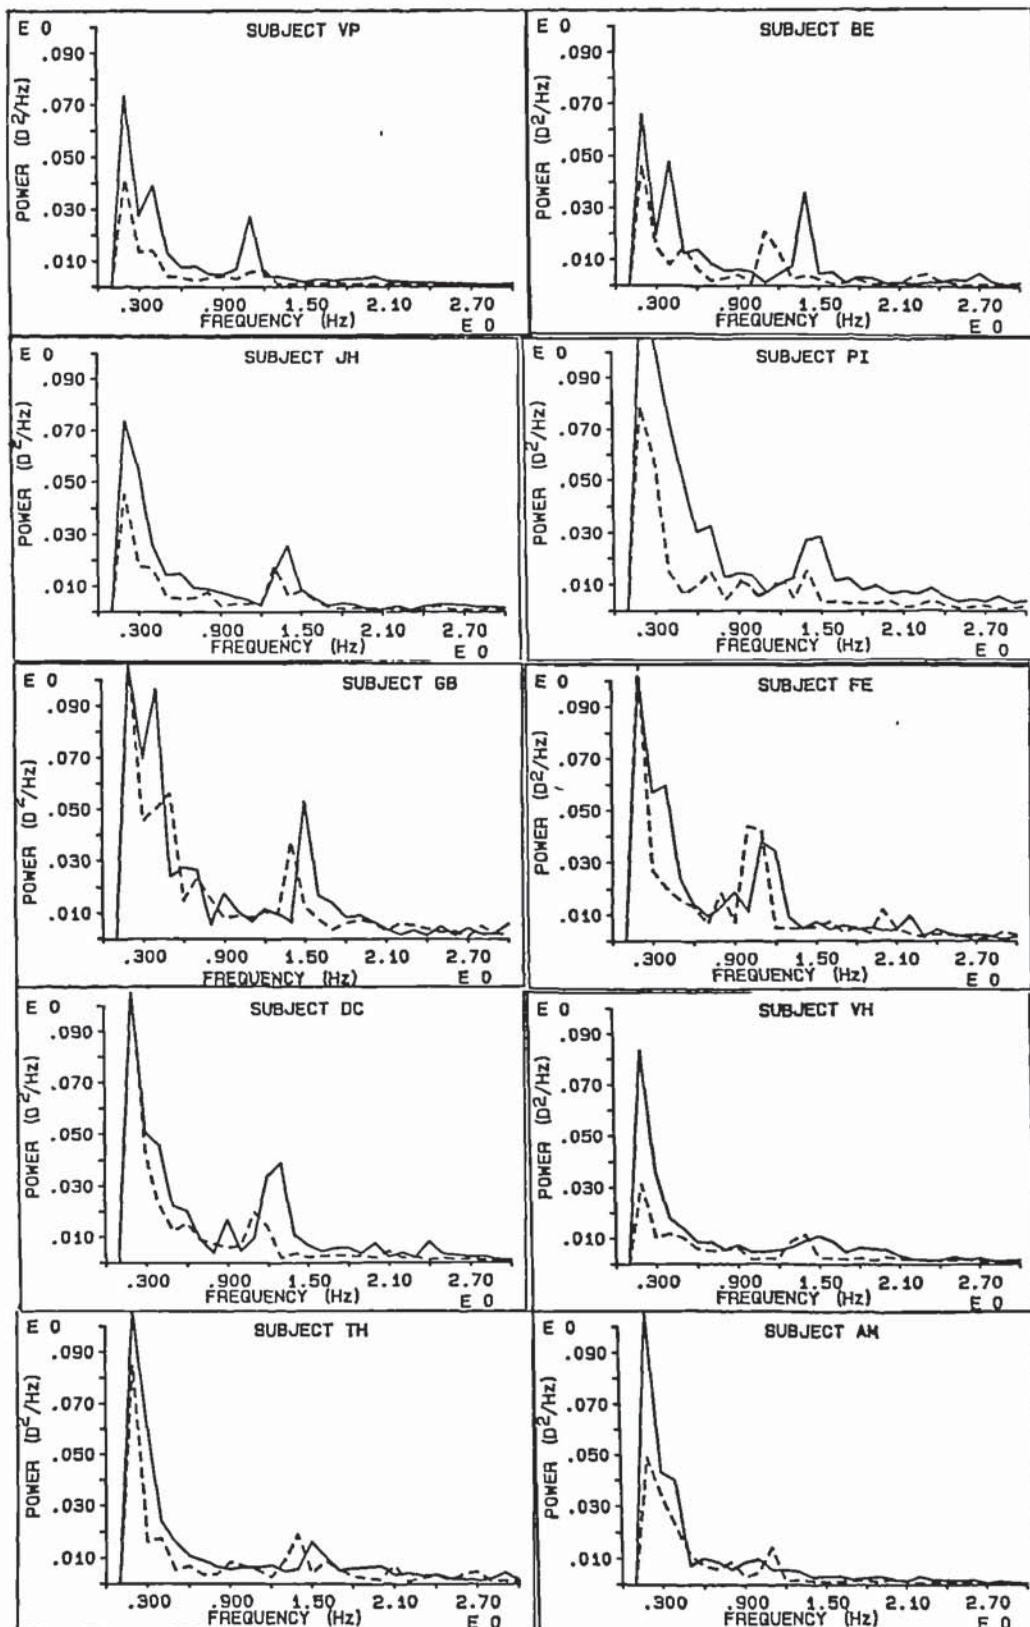 E 0
SUBJECT VP
.090
.070
.050
.030
.010
POWER (D²/Hz)
.300 .900 1.50 2.10 2.70
FREQUENCY (Hz)
E 0
E 0
SUBJECT BE
.090
.070
.050
.030
.010
POWER (D²/Hz)
.300 .900 1.50 2.10 2.70
FREQUENCY (Hz)
E 0
E 0
SUBJECT JH
.090
.070
.050
.030
.010
POWER (D²/Hz)
.300 .900 1.50 2.10 2.70
FREQUENCY (Hz)
E 0
E 0
SUBJECT PI
.090
.070
.050
.030
.010
POWER (D²/Hz)
.300 .900 1.50 2.10 2.70
FREQUENCY (Hz)
E 0
E 0
SUBJECT GB
.090
.070
.050
.030
.010
POWER (D²/Hz)
.300 .900 1.50 2.10 2.70
FREQUENCY (Hz)
E 0
E 0
SUBJECT FE
.090
.070
.050
.030
.010
POWER (D²/Hz)
.300 .900 1.50 2.10 2.70
FREQUENCY (Hz)
E 0
E 0
SUBJECT DC
.090
.070
.050
.030
.010
POWER (D²/Hz)
.300 .900 1.50 2.10 2.70
FREQUENCY (Hz)
E 0
E 0
SUBJECT VH
.090
.070
.050
.030
.010
POWER (D²/Hz)
.300 .900 1.50 2.10 2.70
FREQUENCY (Hz)
E 0
E 0
SUBJECT TH
.090
.070
.050
.030
.010
POWER (D²/Hz)
.300 .900 1.50 2.10 2.70
FREQUENCY (Hz)
E 0
E 0
SUBJECT AM
.090
.070
.050
.030
.010
POWER (D²/Hz)
.300 .900 1.50 2.10 2.70
FREQUENCY (Hz)
E 0